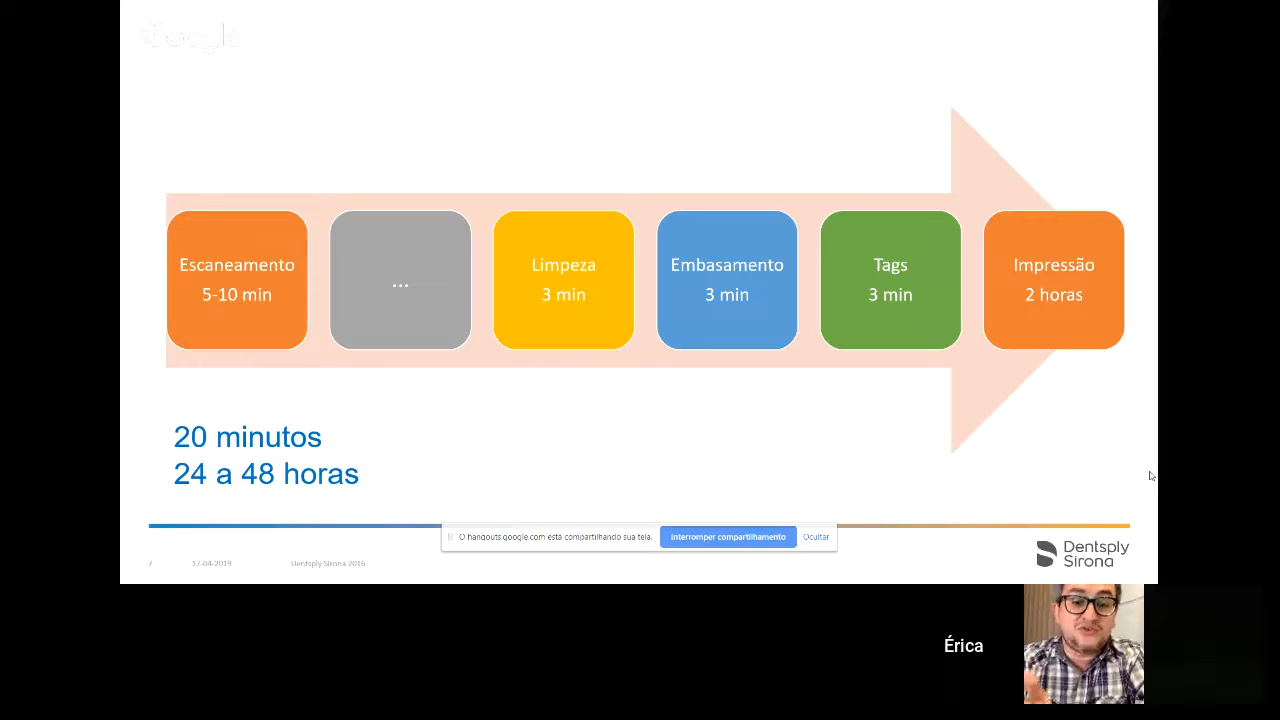 Google
Escaneamento
5-10 min
...
Limpeza
3 min
Embasamento
3 min
Tags
3 min
Impressão
2 horas
20 minutos
24 a 48 horas
O hangouts.google.com está compartilhando sua tela.
Interromper compartilhamento
Ocultar
7
17-04-2019
Dentsply Sirona 2016
Dentsply
Sirona
Érica